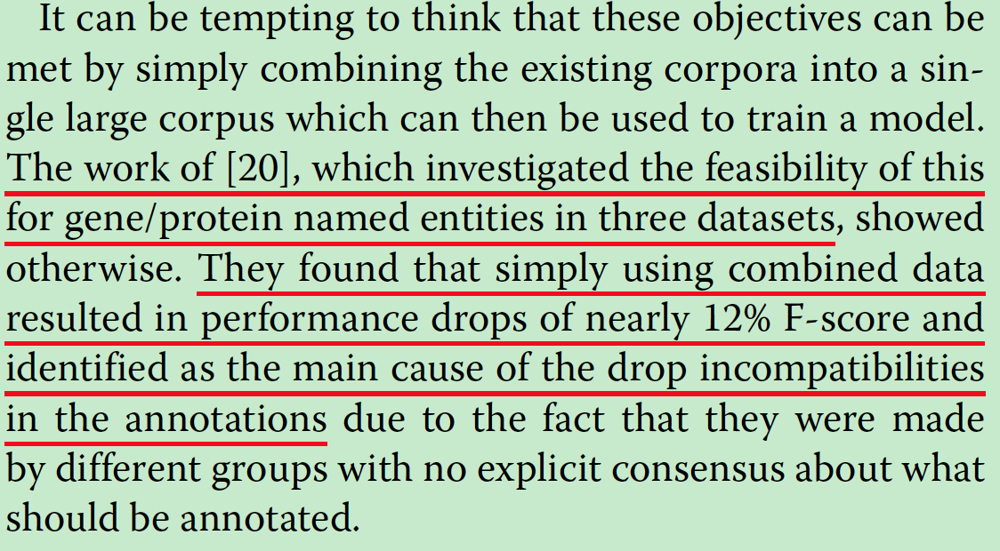 It can be tempting to think that these objectives can be
met by simply combining the existing corpora into a sin-
gle large corpus which can then be used to train a model.
The work of [20], which investigated the feasibility of this
for gene/protein named entities in three datasets, showed
otherwise. They found that simply using combined data
resulted in performance drops of nearly 12% F-score and
identified as the main cause of the drop incompatibilities
in the annotations due to the fact that they were made
by different groups with no explicit consensus about what
should be annotated.